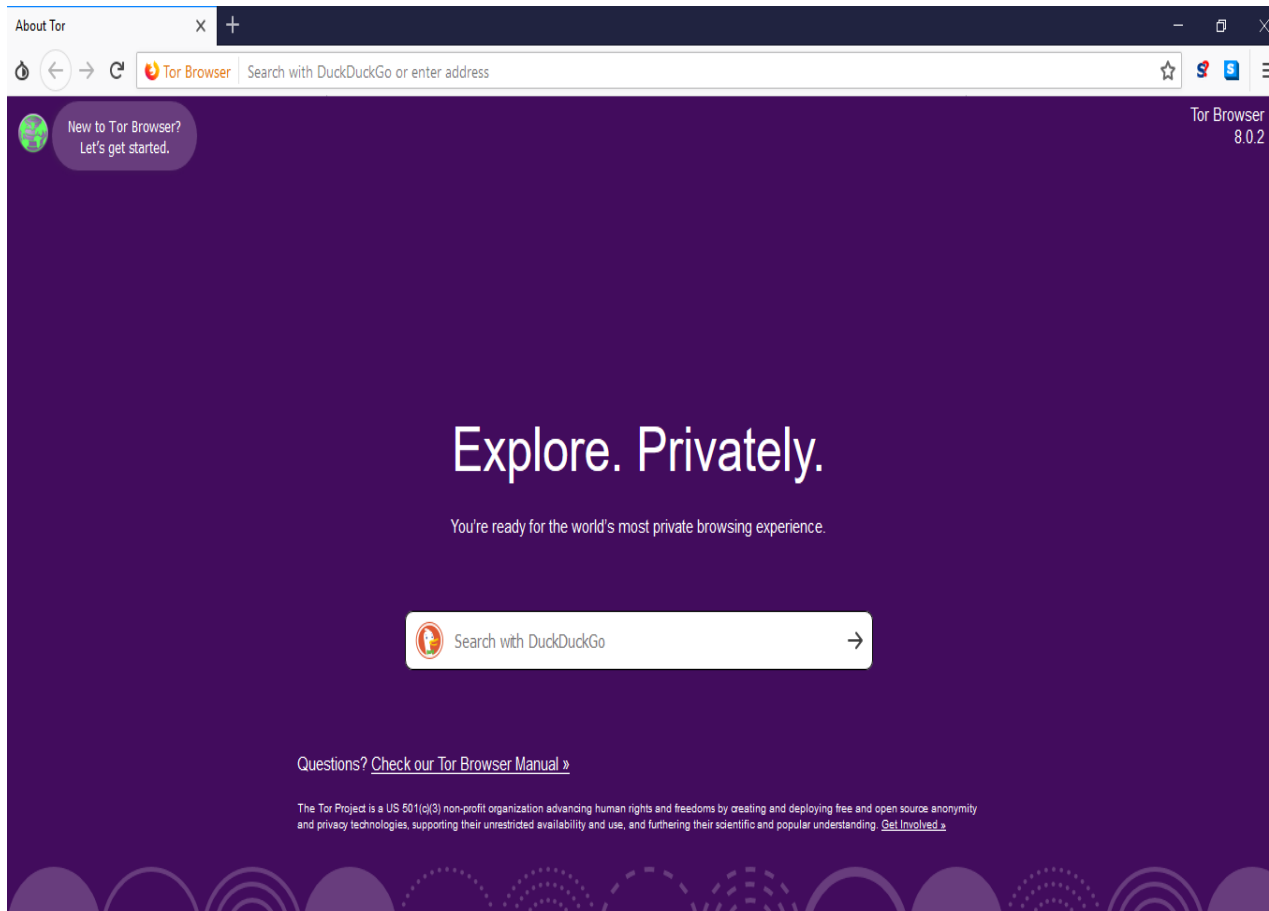 About Tor
Tor Browser
Search with DuckDuckGo or enter address
New to Tor Browser?
Let's get started.
Tor Browser
8.0.2
Explore. Privately.
You're ready for the world's most private browsing experience.
Search with DuckDuckGo
Questions? Check our Tor Browser Manual »
The Tor Project is a US 501(c)(3) non-profit organization advancing human rights and freedoms by creating and deploying free and open source anonymity
and privacy technologies, supporting their unrestricted availability and use, and furthering their scientific and popular understanding. Get Involved »